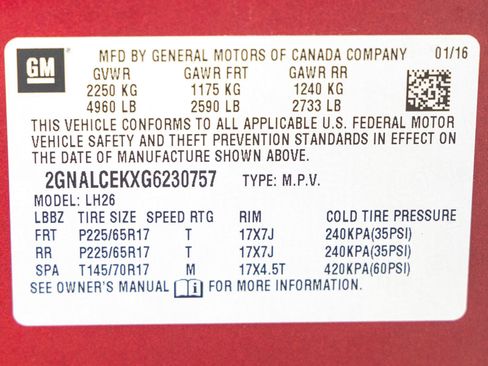 GM
MFD BY GENERAL MOTORS OF CANADA COMPANY 01/16
GVWR GAWR FRT GAWR RR
2250 KG 1175 KG 1240 KG
4960 LB 2590 LB 2733 LB
THIS VEHICLE CONFORMS TO ALL APPLICABLE U.S. FEDERAL MOTOR
VEHICLE SAFETY AND THEFT PREVENTION STANDARDS IN EFFECT ON
THE DATE OF MANUFACTURE SHOWN ABOVE.
2GNALCEKXG6230757 TYPE: M.P.V.
MODEL: LH26
LBBZ TIRE SIZE SPEED RTG RIM COLD TIRE PRESSURE
FRT P225/65R17 T 17X7J 240KPA(35PSI)
RR P225/65R17 T 17X7J 240KPA(35PSI)
SPA T145/70R17 M 17X4.5T 420KPA(60PSI)
SEE OWNER'S MANUAL i FOR MORE INFORMATION.